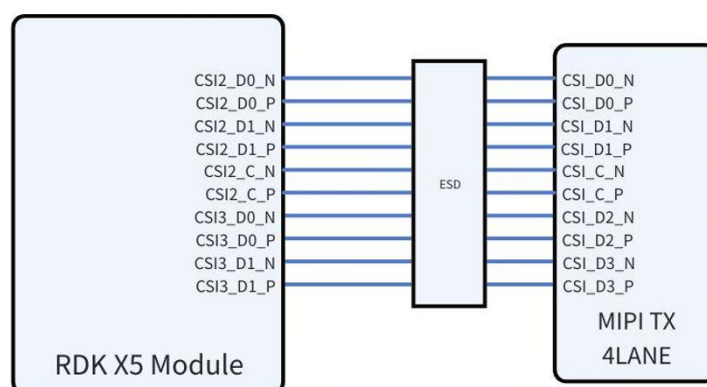 CSI2_D0_N
CSI2_D0_P
CSI2_D1_N
CSI2_D1_P
CSI2_C_N
CSI2_C_P
CSI3_D0_N
CSI3_D0_P
CSI3_D1_N
CSI3_D1_P
RDK X5 Module
ESD
CSI_D0_N
CSI_D0_P
CSI_D1_N
CSI_D1_P
CSI_C_N
CSI_C_P
CSI_D2_N
CSI_D2_P
CSI_D3_N
CSI_D3_P
MIPI TX
4LANE